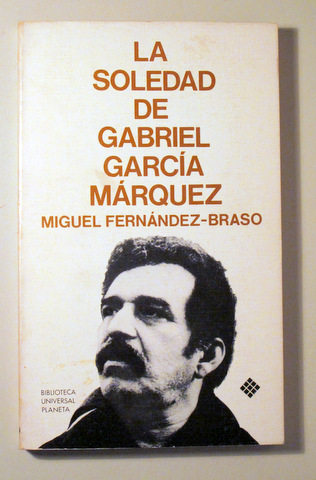 LA
SOLEDAD
DE
GABRIEL
GARCÍA
MÁRQUEZ
MIGUEL FERNÁNDEZ-BRASO
BIBLIOTECA
UNIVERSAL
PLANETA